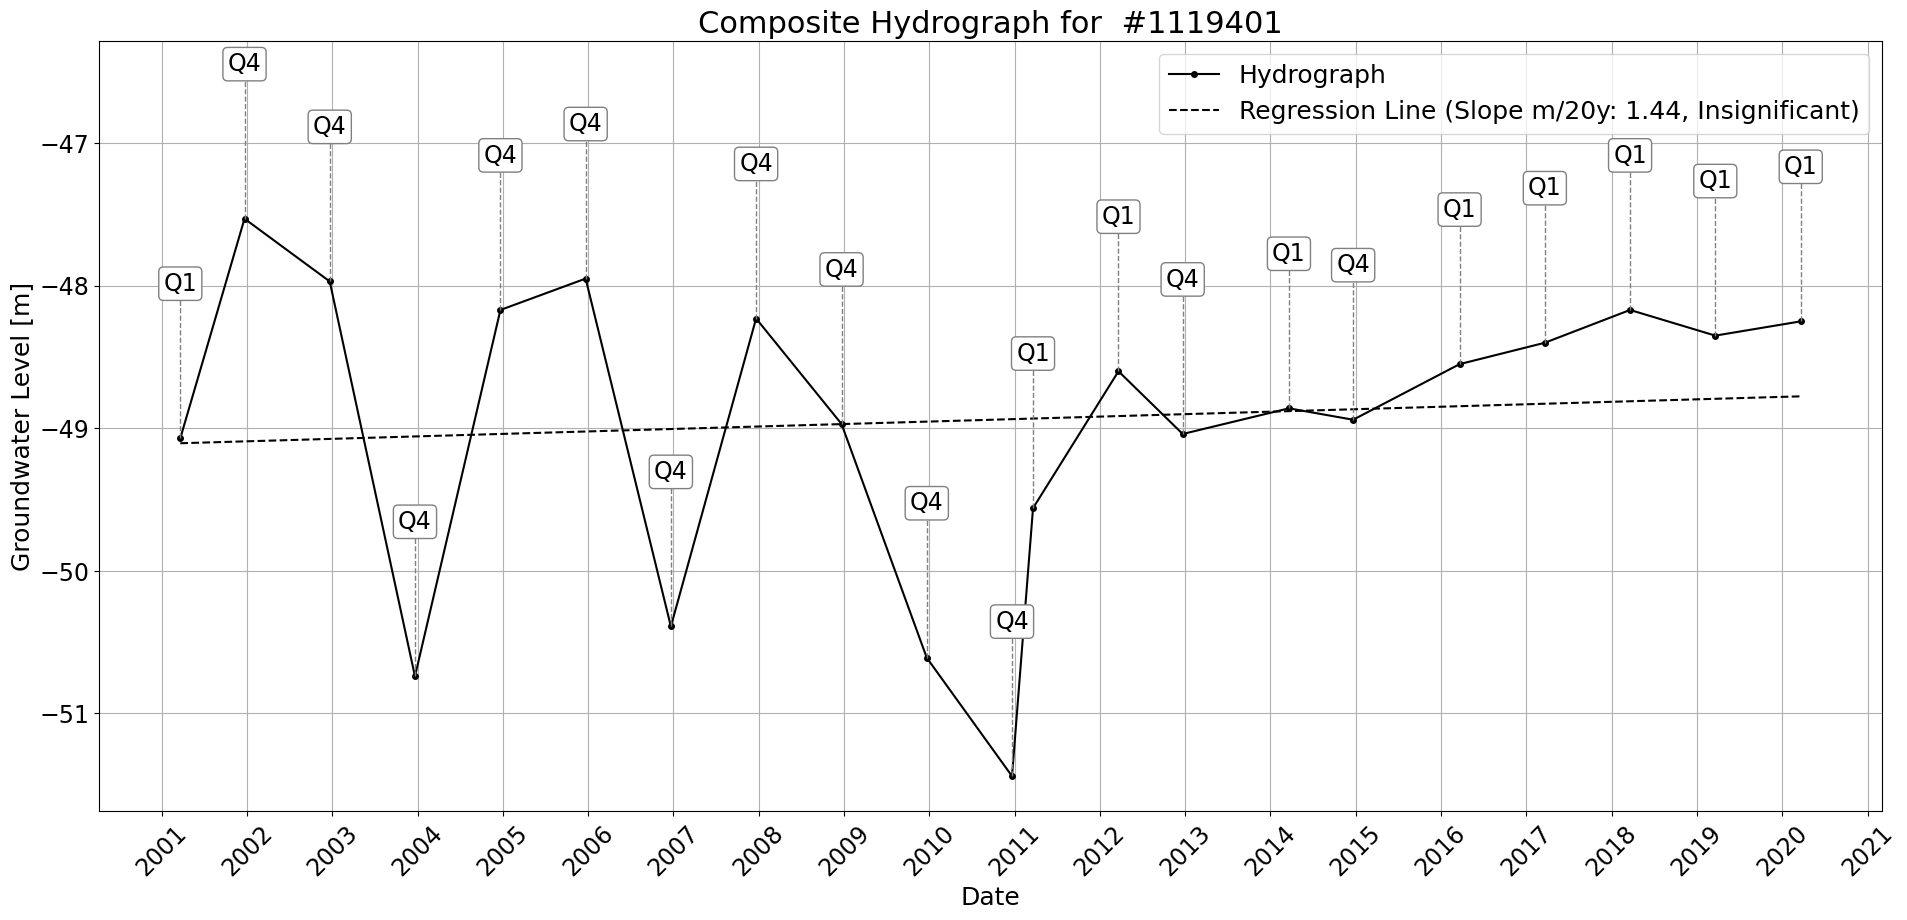 Composite Hydrograph for  #1119401
Hydrograph
Regression Line (Slope m/20y: 1.44, Insignificant)
Groundwater Level [m]
−47
−48
−49
−50
−51
Q1
Q4
Q4
Q4
Q4
Q4
Q4
Q4
Q4
Q4
Q4
Q1
Q1
Q4
Q1
Q4
Q1
Q1
Q1
Q1
Q1
2001
2002
2003
2004
2005
2006
2007
2008
2009
2010
2011
2012
2013
2014
2015
2016
2017
2018
2019
2020
2021
Date